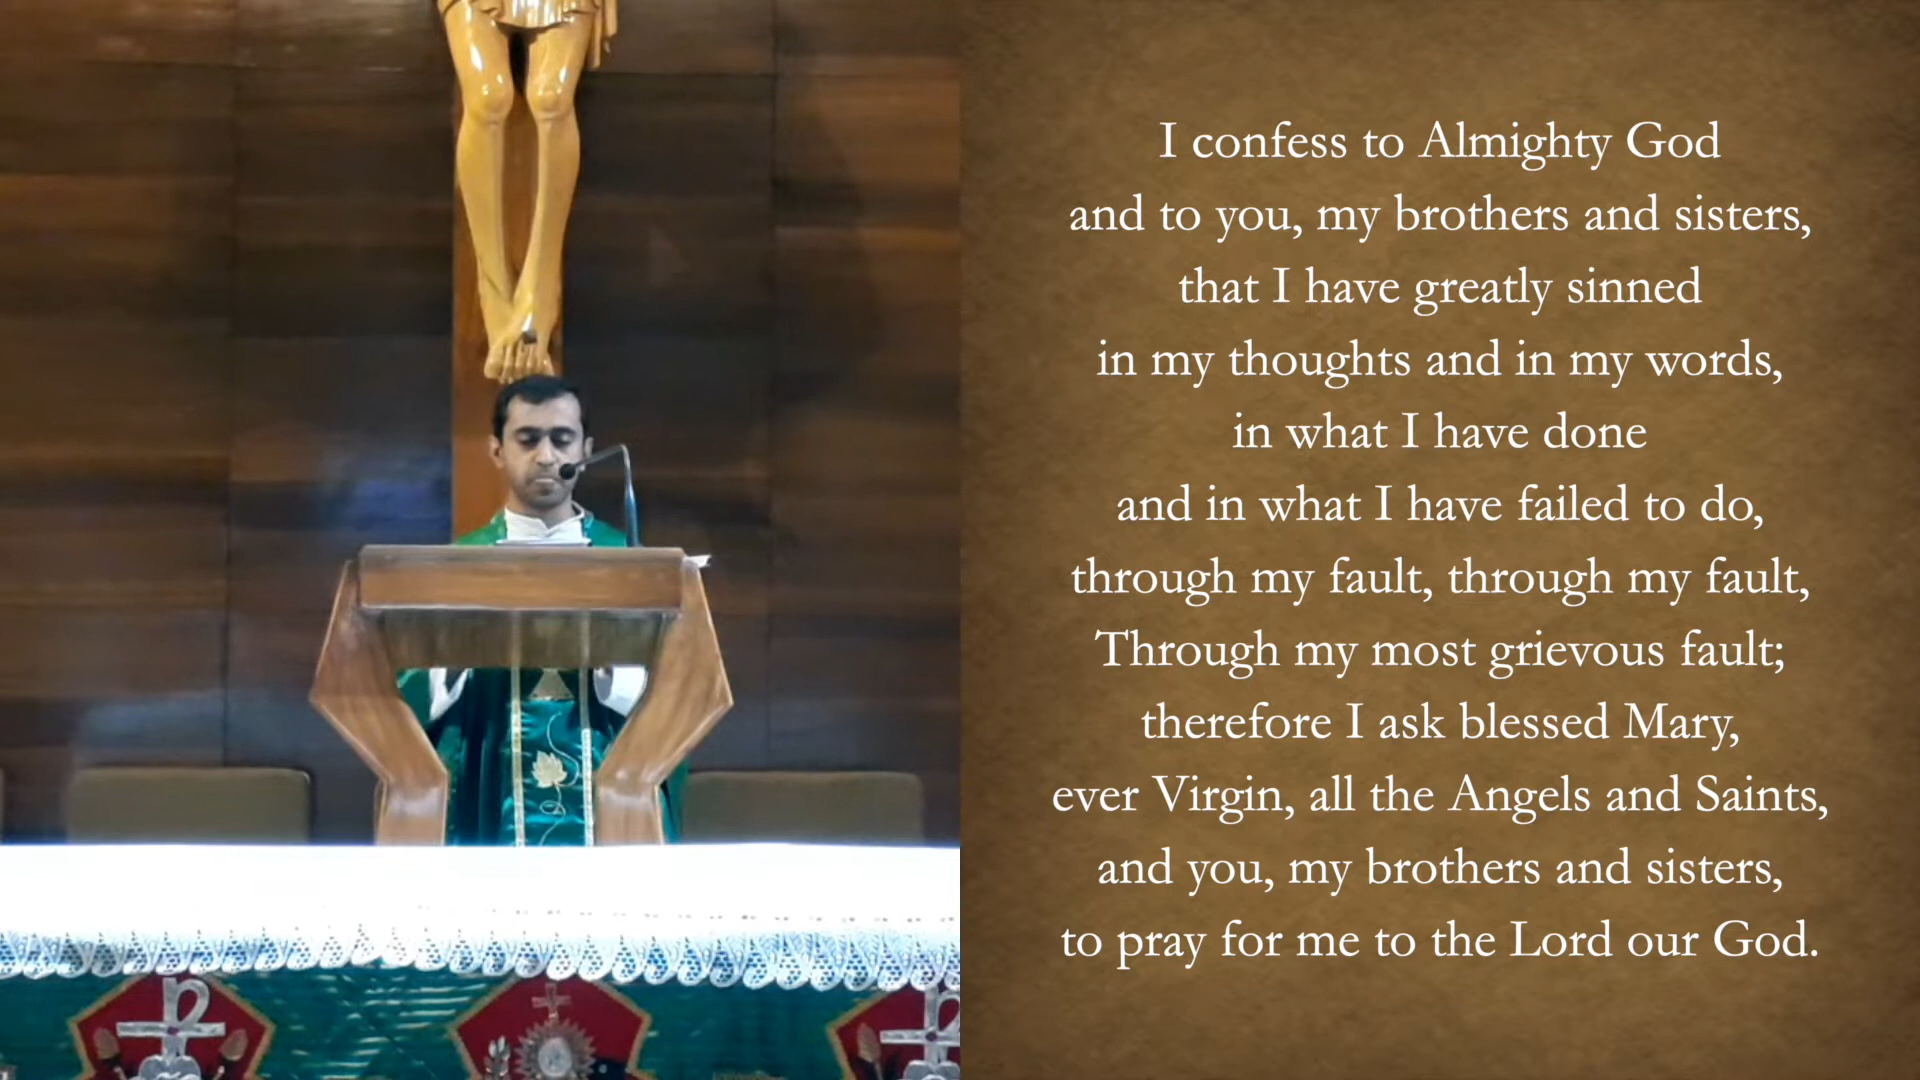 I confess to Almighty God
and to you, my brothers and sisters,
that I have greatly sinned
in my thoughts and in my words,
in what I have done
and in what I have failed to do,
through my fault, through my fault,
Through my most grievous fault;
therefore I ask blessed Mary,
ever Virgin, all the Angels and Saints,
and you, my brothers and sisters,
to pray for me to the Lord our God.